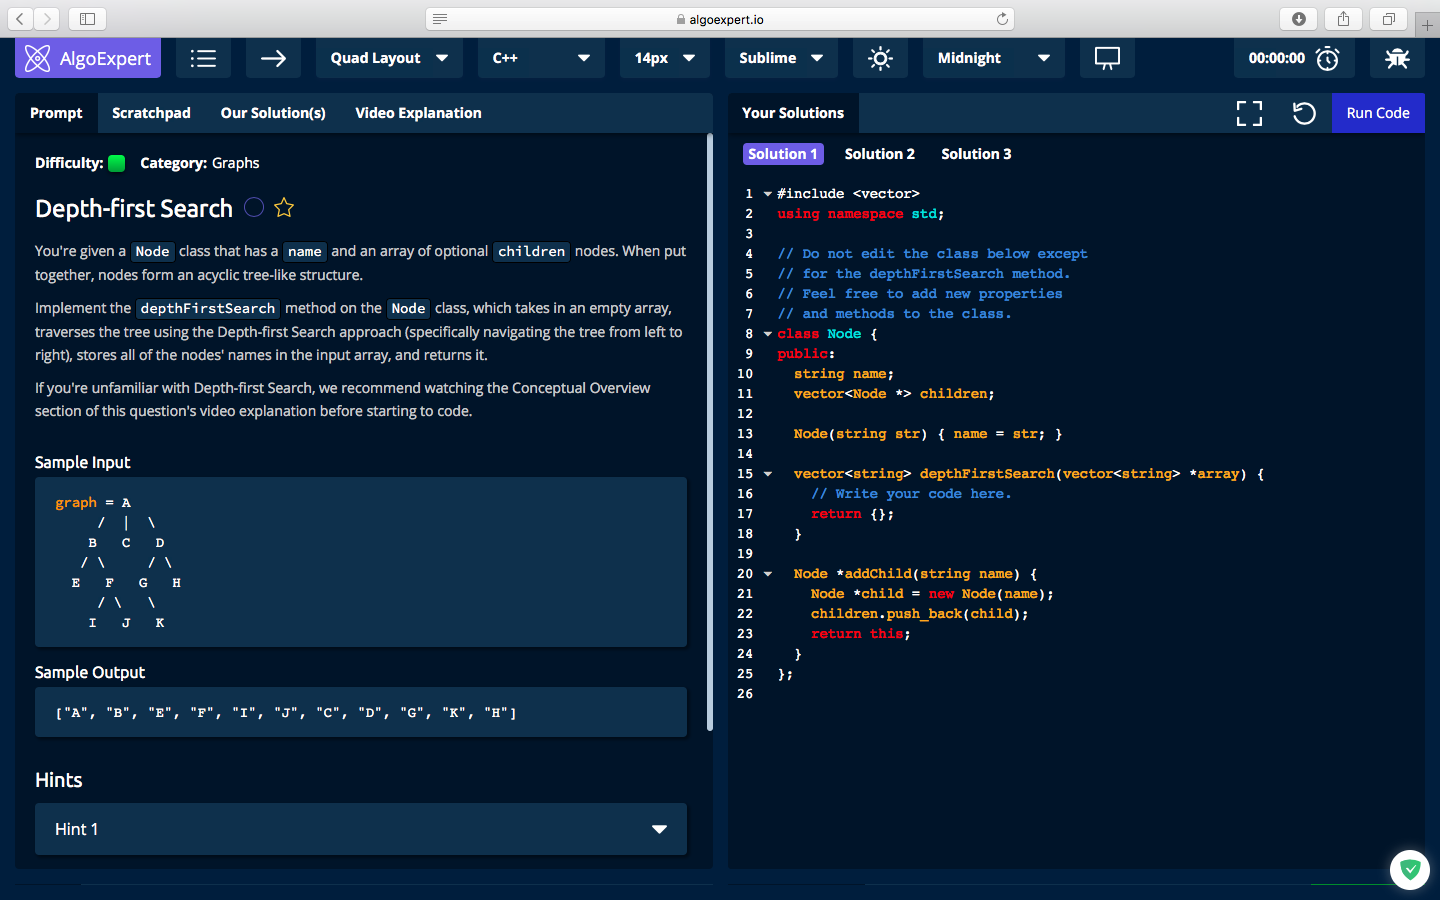 algoexpert.io
AlgoExpert
Quad Layout
C++
14px
Sublime
Midnight
00:00:00
Prompt
Scratchpad
Our Solution(s)
Video Explanation
Difficulty:
Category: Graphs
Depth-first Search
You're given a Node class that has a name and an array of optional children nodes. When put
together, nodes form an acyclic tree-like structure.
Implement the depthFirstSearch method on the Node class, which takes in an empty array,
traverses the tree using the Depth-first Search approach (specifically navigating the tree from left to
right), stores all of the nodes' names in the input array, and returns it.
If you're unfamiliar with Depth-first Search, we recommend watching the Conceptual Overview
section of this question's video explanation before starting to code.
Sample Input
graph = A
     /  |  \
    B   C   D
   / \     / \
  E   F   G   H
     / \   \
    I   J   K
Sample Output
["A", "B", "E", "F", "I", "J", "C", "D", "G", "K", "H"]
Hints
Hint 1
Your Solutions
Run Code
Solution 1
Solution 2
Solution 3
1 #include <vector>
2 using namespace std;
3
4 // Do not edit the class below except
5 // for the depthFirstSearch method.
6 // Feel free to add new properties
7 // and methods to the class.
8 class Node {
9 public:
10   string name;
11   vector<Node *> children;
12
13   Node(string str) { name = str; }
14
15   vector<string> depthFirstSearch(vector<string> *array) {
16     // Write your code here.
17     return {};
18   }
19
20   Node *addChild(string name) {
21     Node *child = new Node(name);
22     children.push_back(child);
23     return this;
24   }
25 };
26